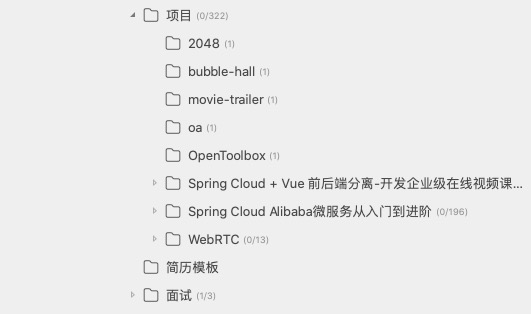 项目 (0/322)
2048 (1)
bubble-hall (1)
movie-trailer (1)
oa (1)
OpenToolbox (1)
Spring Cloud + Vue 前后端分离-开发企业级在线视频课...
Spring Cloud Alibaba微服务从入门到进阶 (0/196)
WebRTC (0/13)
简历模板
面试 (1/3)